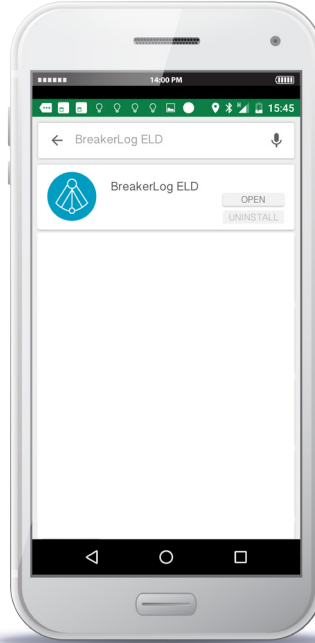 14:00 PM
15:45
BreakerLog ELD
BreakerLog ELD
OPEN
UNINSTALL